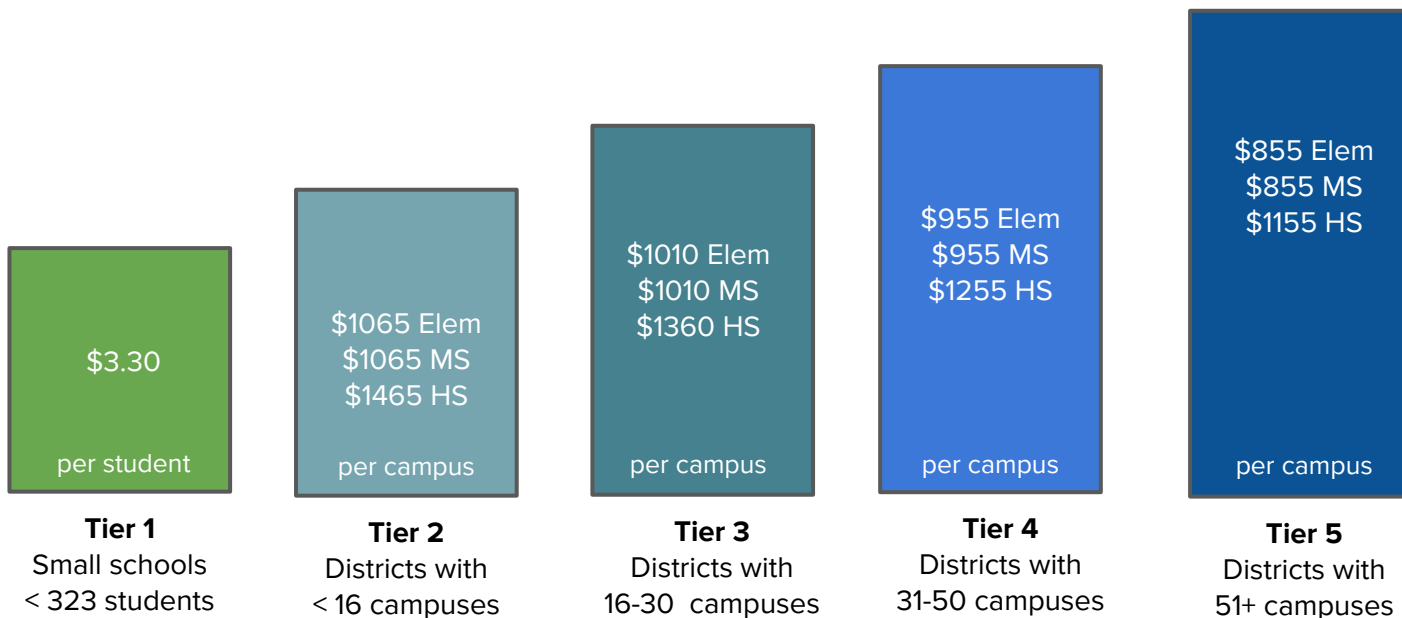 $3.30
per student
Tier 1
Small schools
< 323 students
$1065 Elem
$1065 MS
$1465 HS
per campus
Tier 2
Districts with
< 16 campuses
$1010 Elem
$1010 MS
$1360 HS
per campus
Tier 3
Districts with
16-30 campuses
$955 Elem
$955 MS
$1255 HS
per campus
Tier 4
Districts with
31-50 campuses
$855 Elem
$855 MS
$1155 HS
per campus
Tier 5
Districts with
51+ campuses